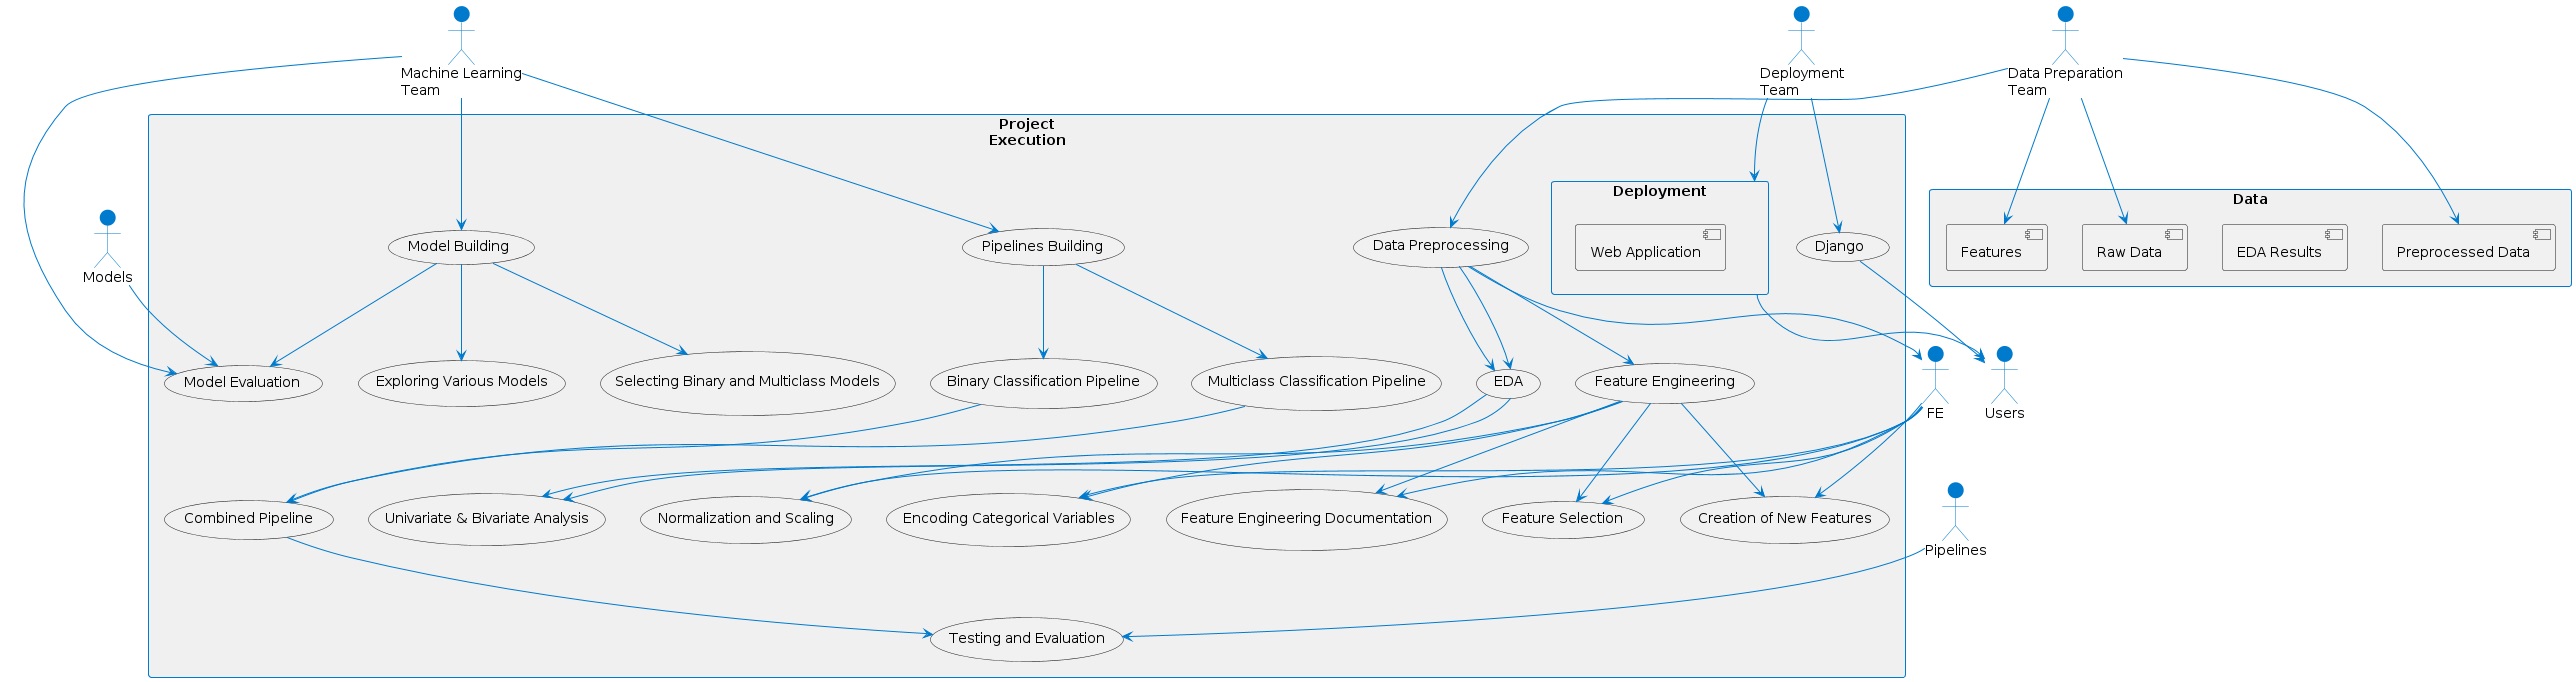 Machine Learning
Team
Deployment
Team
Data Preparation
Team
Project
Execution
Deployment
Data
Model Building
Pipelines Building
Data Preprocessing
Web Application
Django
Features
Raw Data
EDA Results
Preprocessed Data
Models
Model Evaluation
Exploring Various Models
Selecting Binary and Multiclass Models
Binary Classification Pipeline
Multiclass Classification Pipeline
EDA
Feature Engineering
FE
Users
Combined Pipeline
Univariate & Bivariate Analysis
Normalization and Scaling
Encoding Categorical Variables
Feature Engineering Documentation
Feature Selection
Creation of New Features
Pipelines
Testing and Evaluation